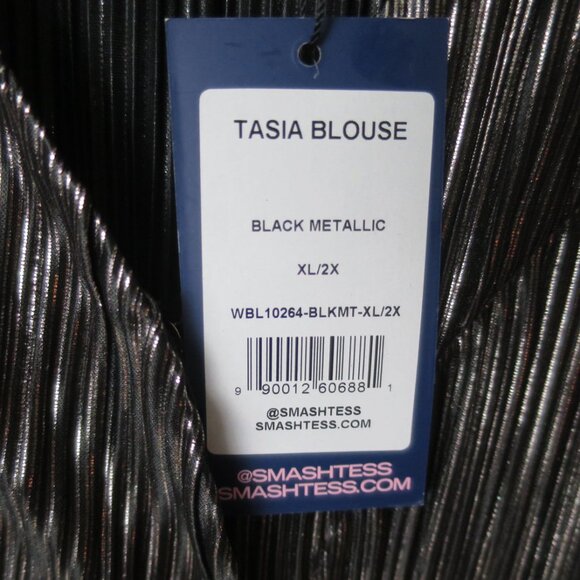 TASIA BLOUSE
BLACK METALLIC
XL/2X
WBL10264-BLKMT-XL/2X
9 90012 60688 1
@SMASHTESS
SMASHTESS.COM
@SMASHTESS
SMASHTESS.COM